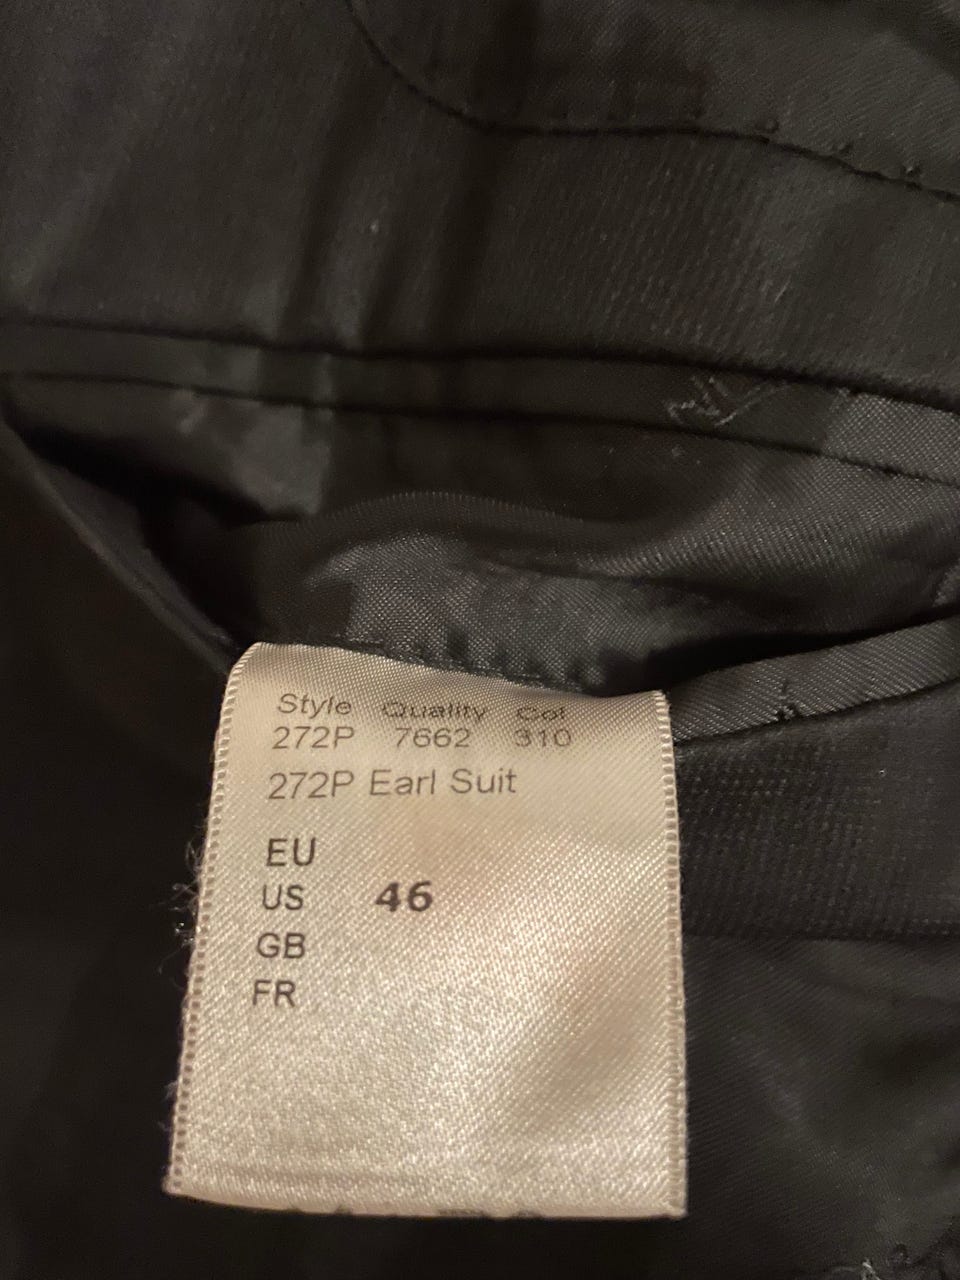 Style Quality Col
272P 7662 310
272P Earl Suit
EU
US 46
GB
FR